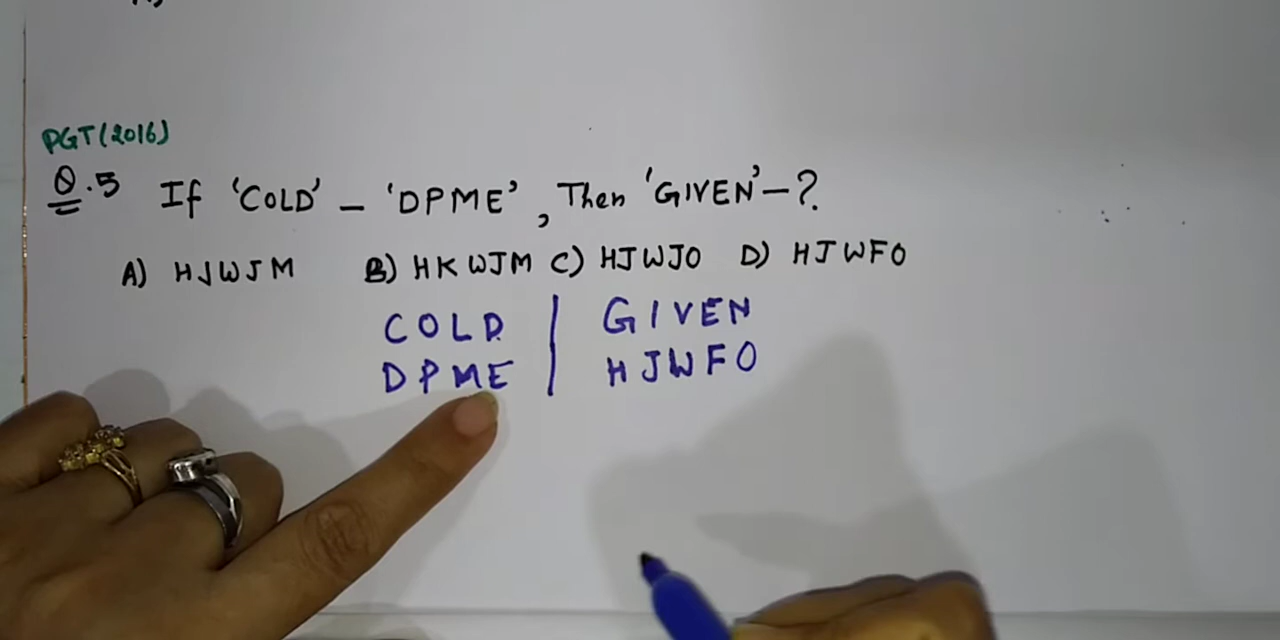 PGT(2016)
Q.5 If 'COLD' - 'DPME', Then 'GIVEN' - ?
A) HJWJM B) HKWJM C) HJWJO D) HJWFO
COLD | GIVEN
DPME | HJWFO